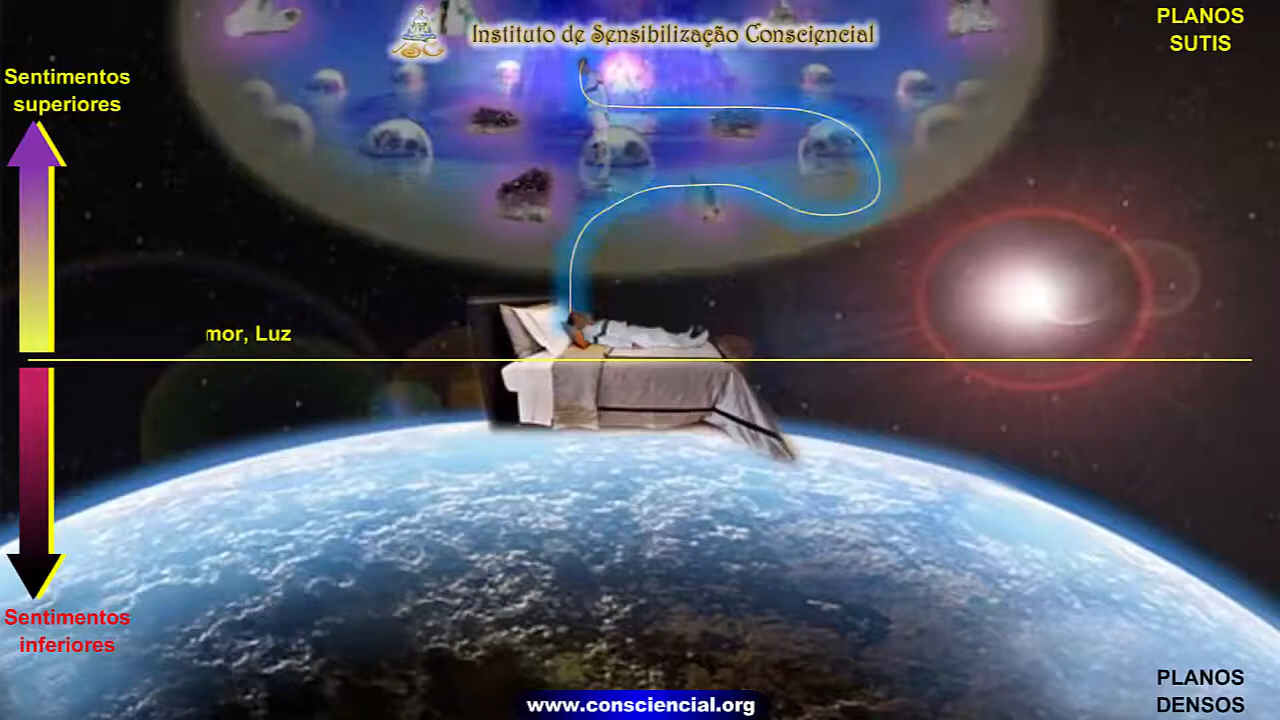 Instituto de Sensibilização Consciencial
PLANOS
SUTIS
Sentimentos
superiores
mor, Luz
Sentimentos
inferiores
PLANOS
DENSOS
www.consciencial.org